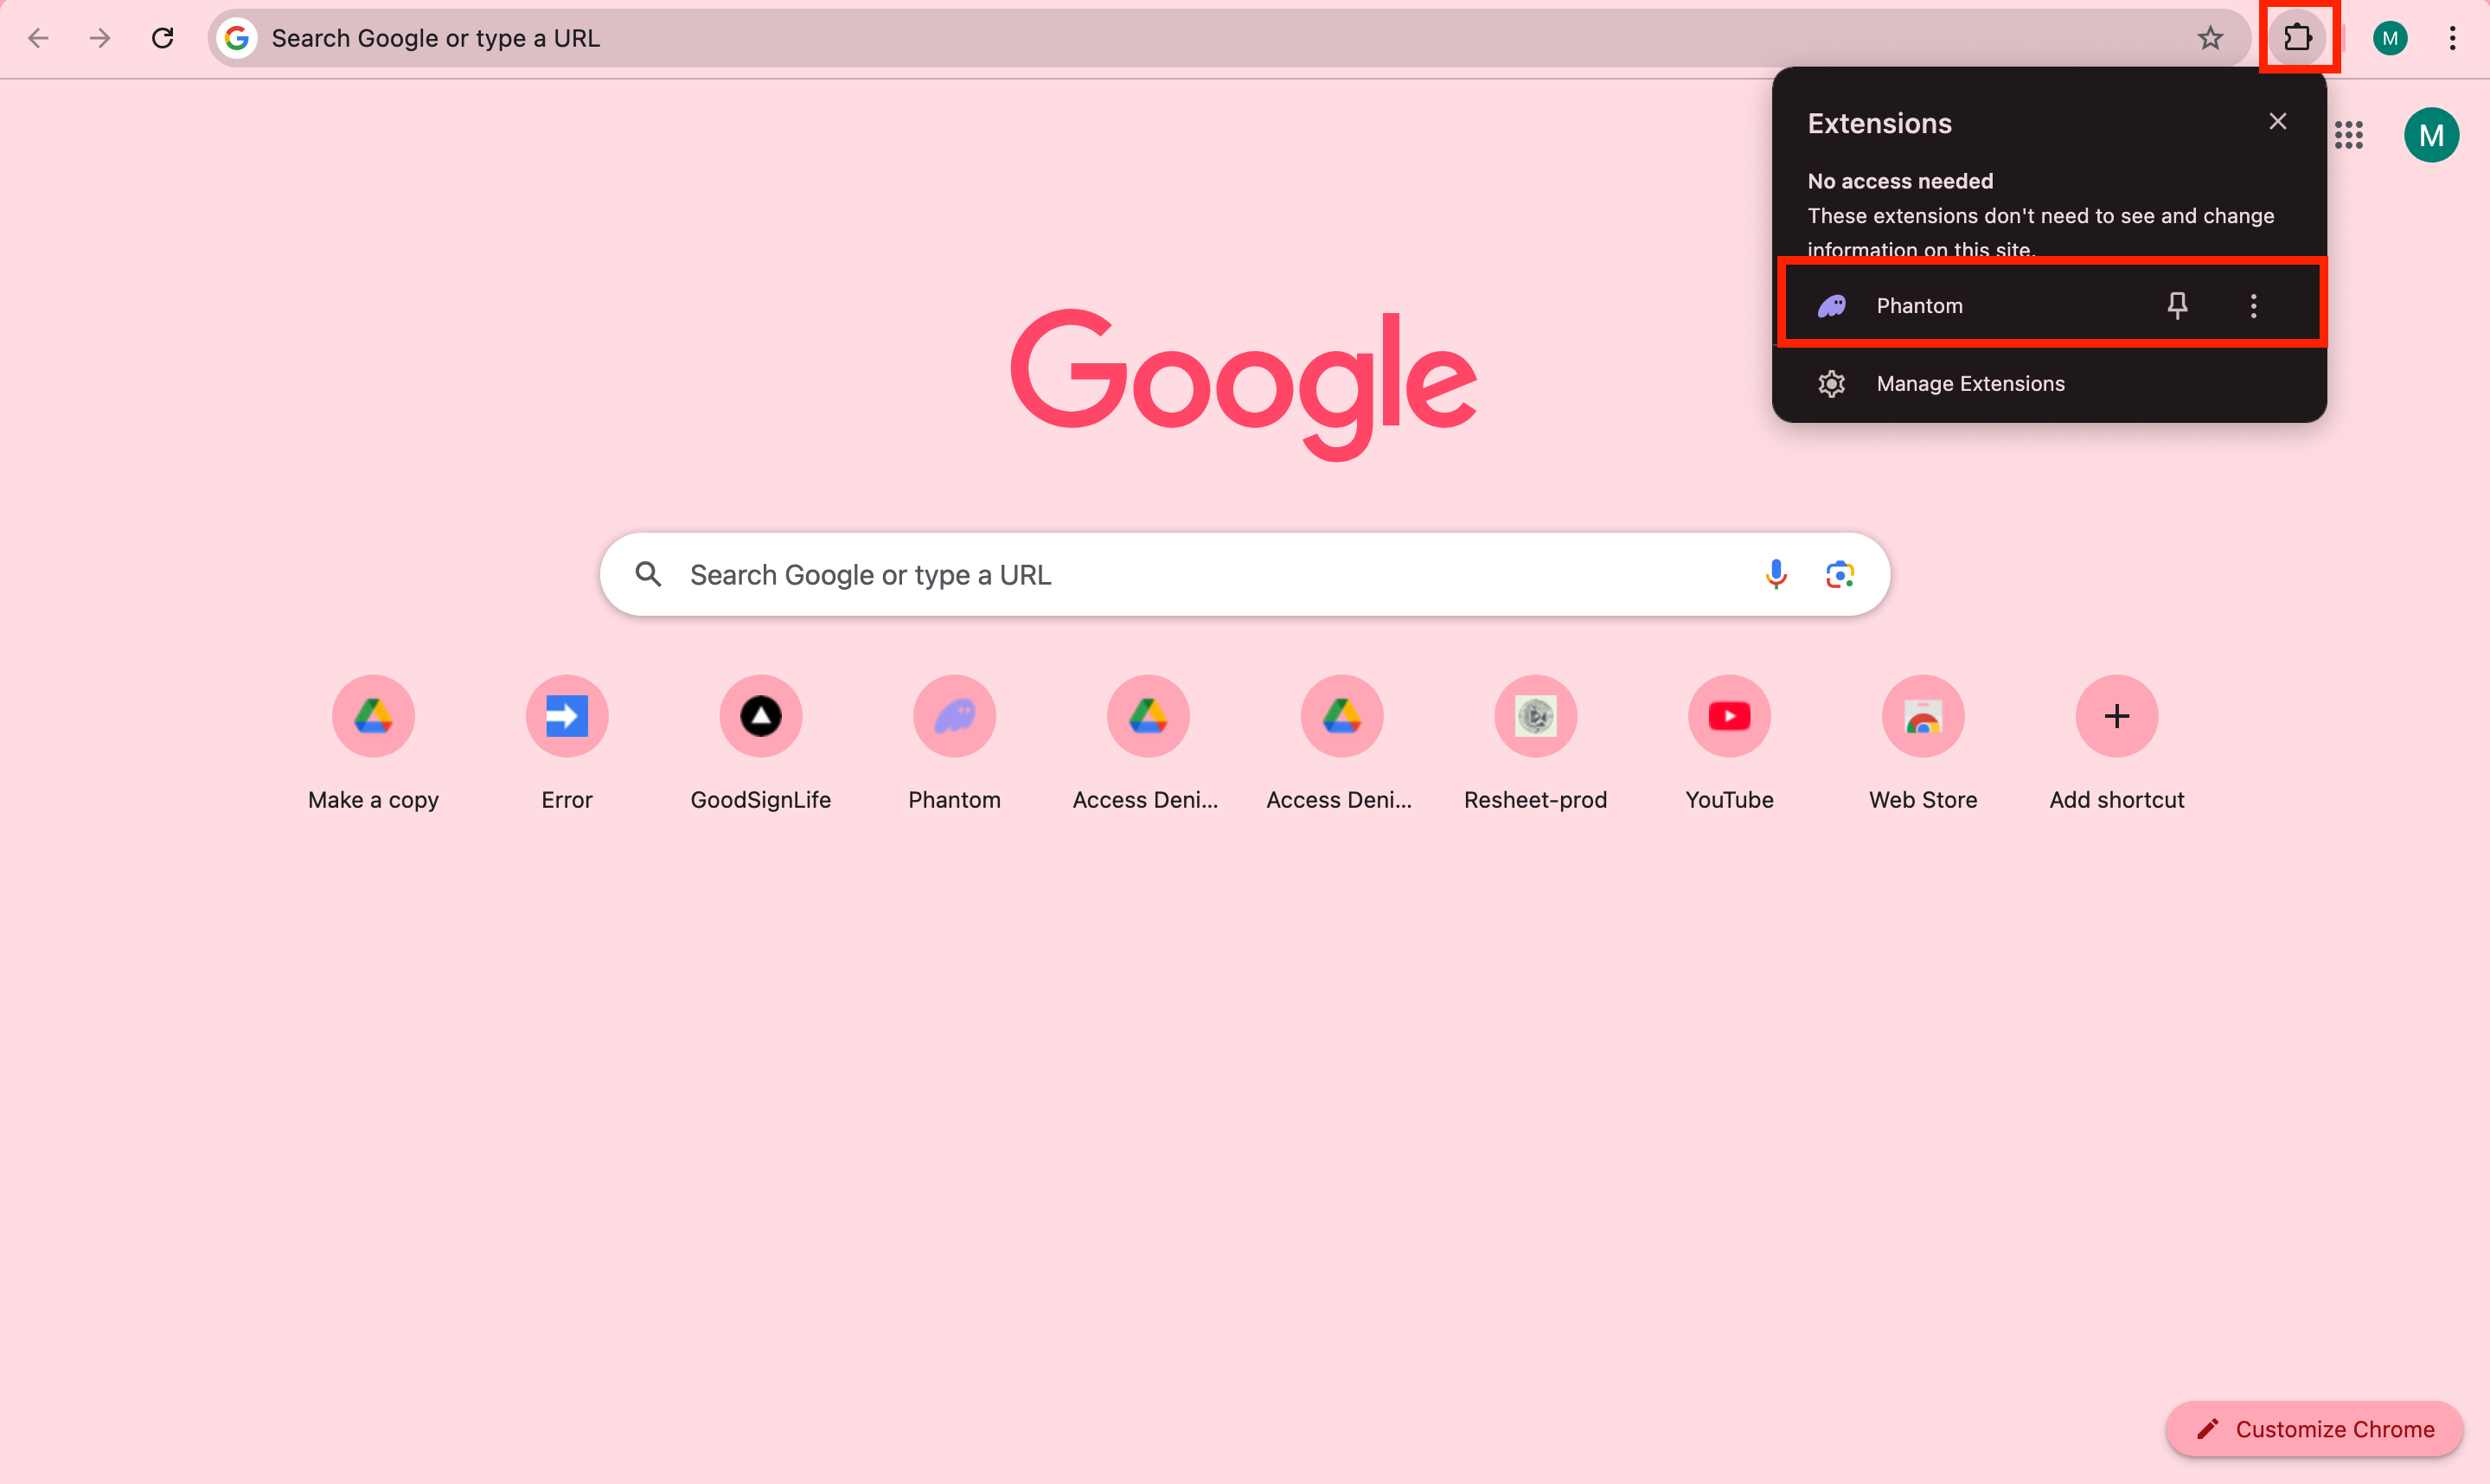 Search Google or type a URL
M
Extensions
M
No access needed
These extensions don't need to see and change
information on this site.
Phantom
Manage Extensions
Google
Search Google or type a URL
Make a copy
Error
GoodSignLife
Phantom
Access Deni...
Access Deni...
Resheet-prod
YouTube
Web Store
Add shortcut
Customize Chrome